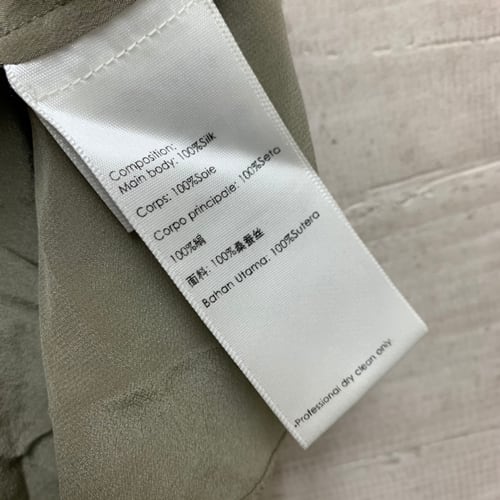 Composition:
Main body: 100%Silk
Corps: 100%Soie
Corpo principale: 100%Seta
100%絹
面料: 100%桑蚕丝
Bahan Utama: 100%Sutera
•Professional dry clean only